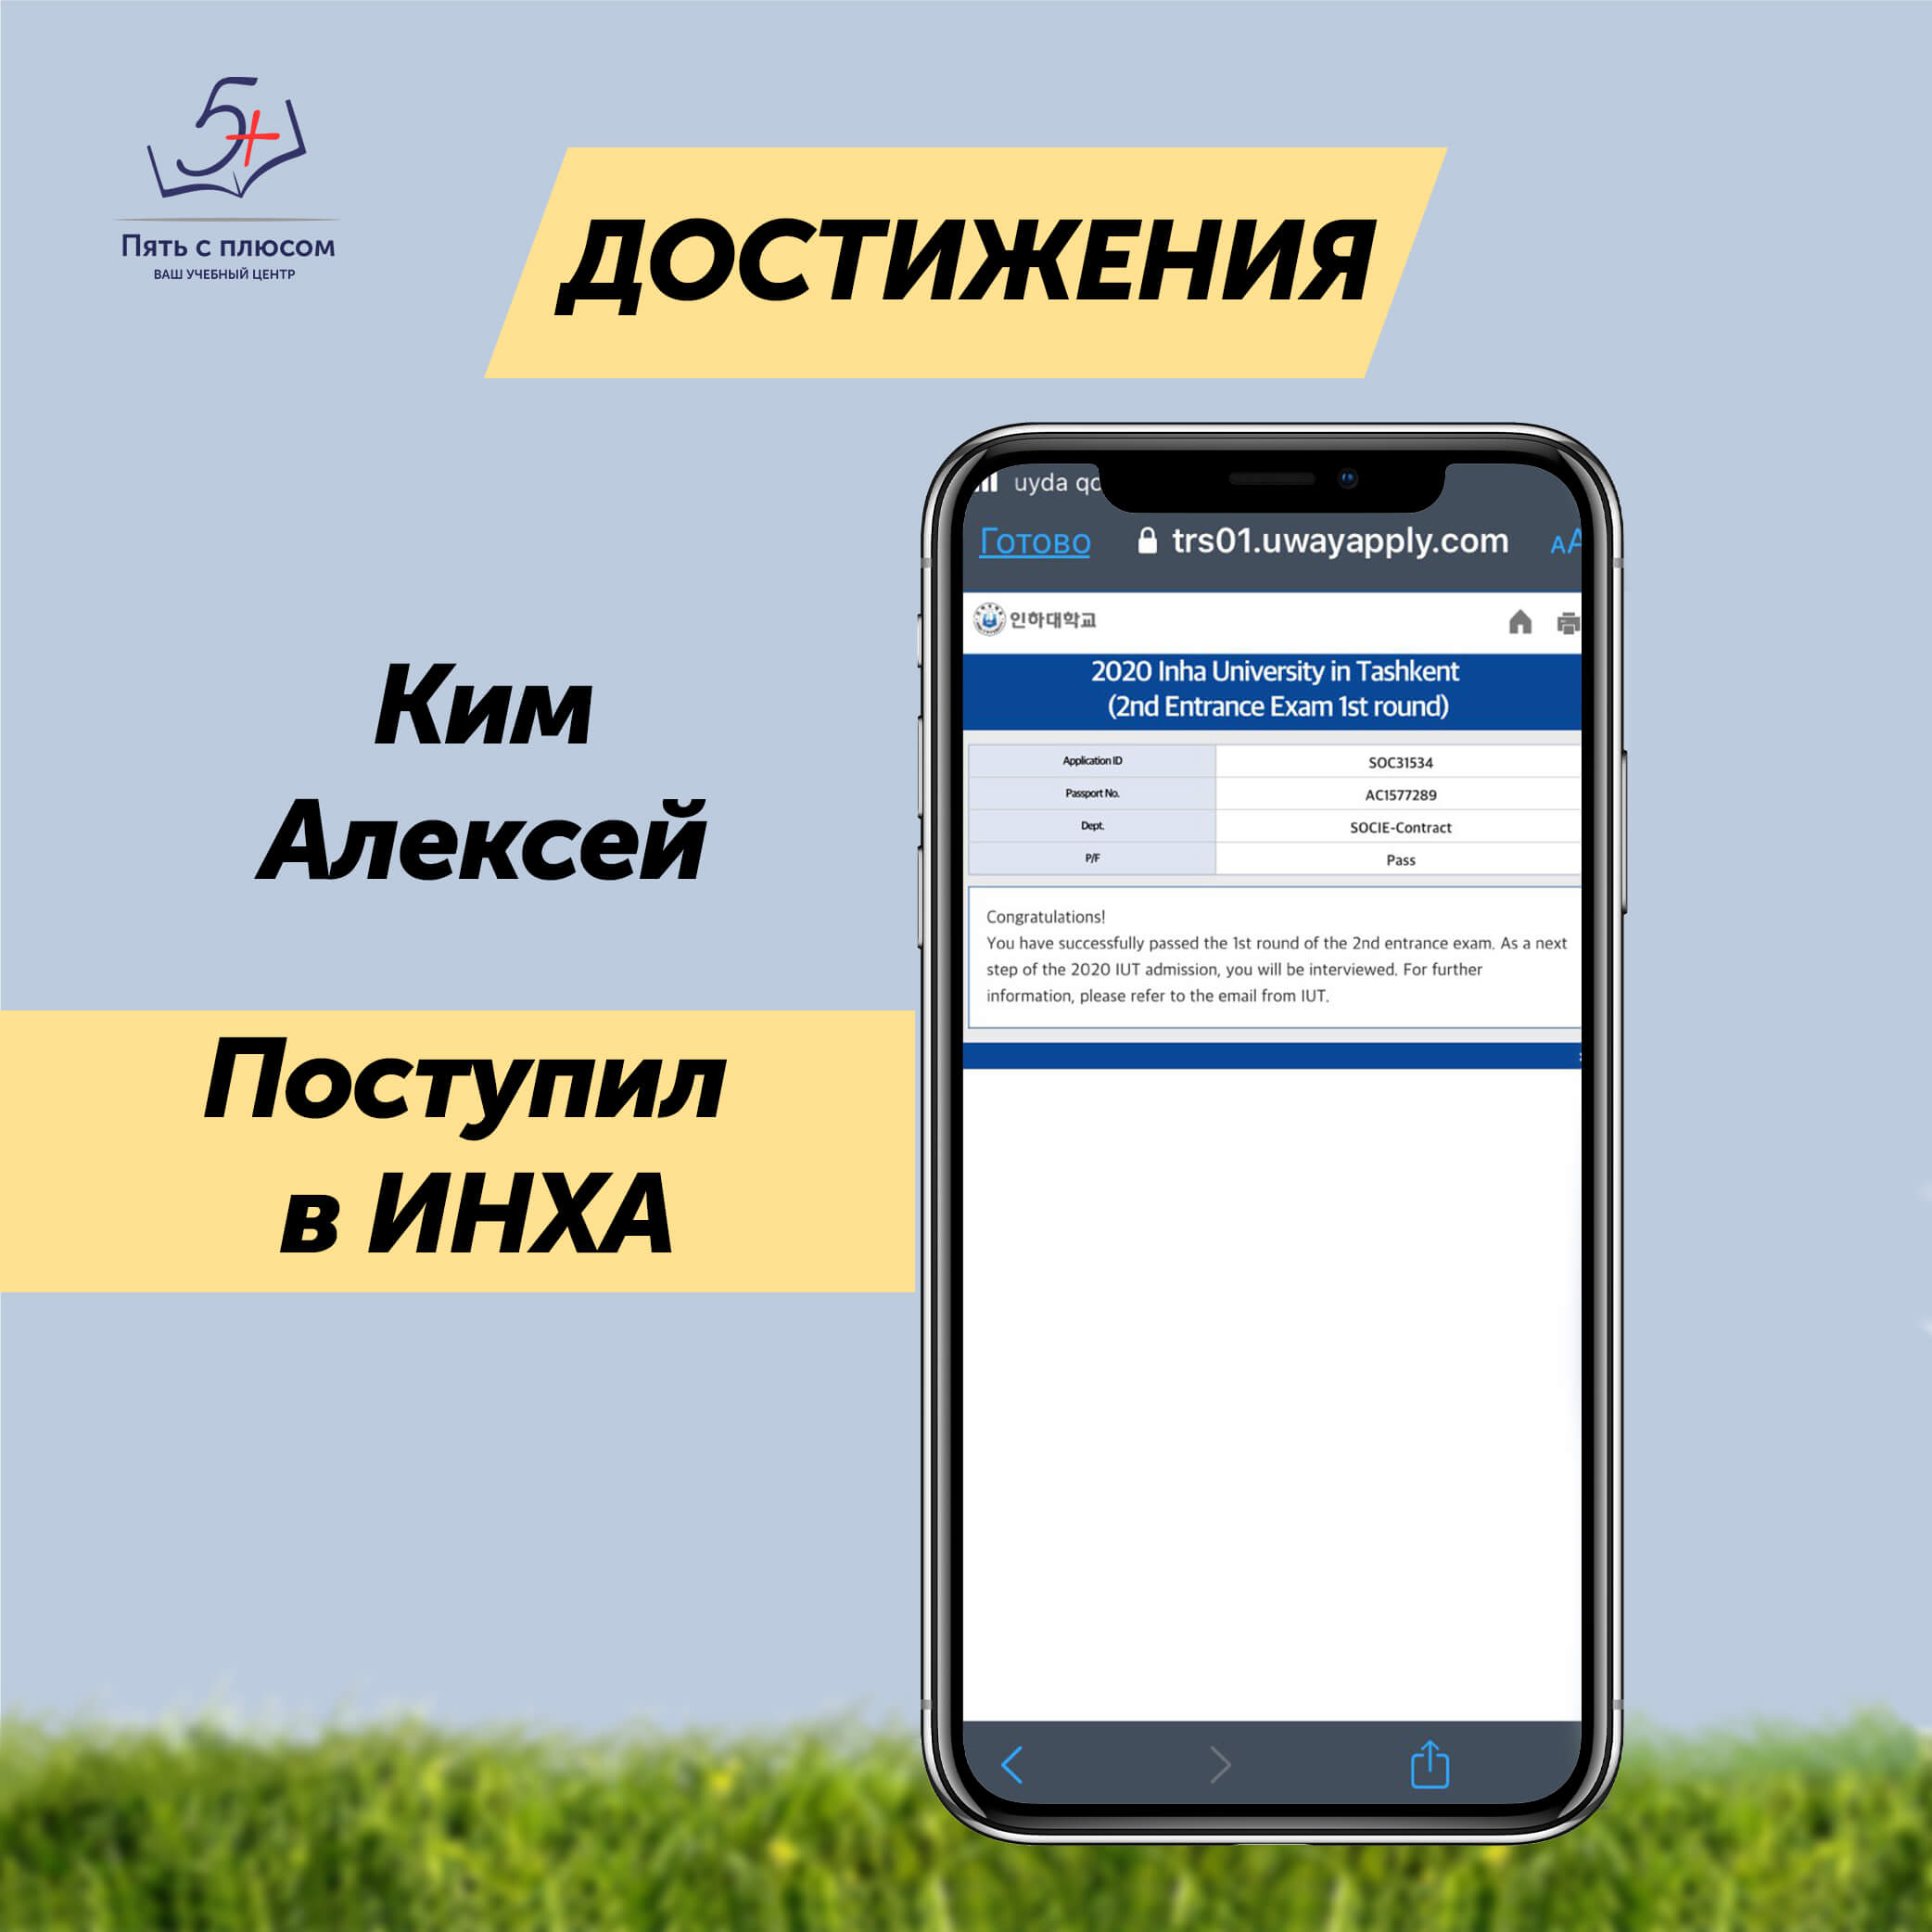 5+
Пять с плюсом
ВАШ УЧЕБНЫЙ ЦЕНТР
ДОСТИЖЕНИЯ
Ким
Алексей
Поступил
в ИНХА
uyda qo
Готово trs01.uwayapply.com AA
인하대학교
2020 Inha University in Tashkent
(2nd Entrance Exam 1st round)
Application ID SOC31534
Passport No. AC1577289
Dept. SOCIE-Contract
P/F Pass
Congratulations!
You have successfully passed the 1st round of the 2nd entrance exam. As a next
step of the 2020 IUT admission, you will be interviewed. For further
information, please refer to the email from IUT.